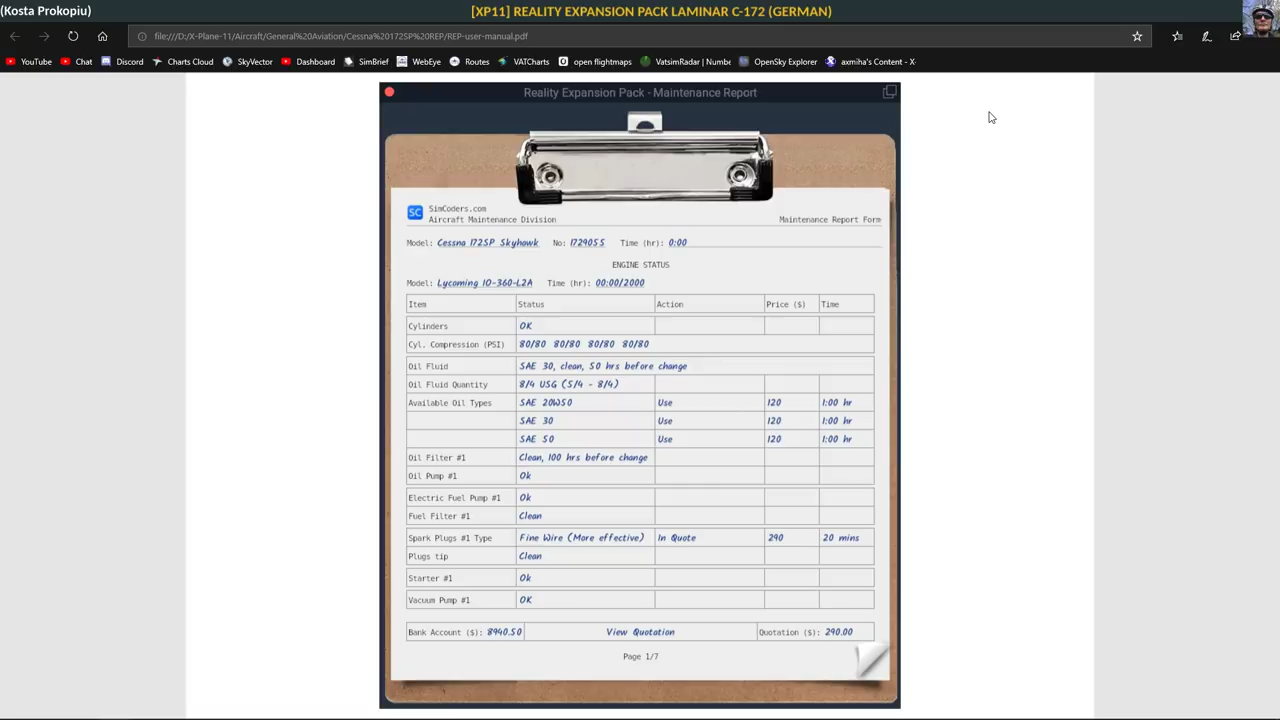 (Kosta Prokopiu)
[XP11] REALITY EXPANSION PACK LAMINAR C-172 (GERMAN)
file:///D:/X-Plane-11/Aircraft/General%20Aviation/Cessna%20172SP%20REP/REP-user-manual.pdf
YouTube Chat Discord Charts Cloud SkyVector Dashboard SimBrief WebEye Routes VATCharts open flightmaps VatsimRadar | Numbe OpenSky Explorer axmiha's Content - X-
Reality Expansion Pack - Maintenance Report
SC SimCoders.com
Aircraft Maintenance Division Maintenance Report Form
Model: Cessna 172SP Skyhawk No: 1729055 Time (hr): 0:00
ENGINE STATUS
Model: Lycoming IO-360-L2A Time (hr): 00:00/2000
Item Status Action Price ($) Time
Cylinders OK
Cyl. Compression (PSI) 80/80 80/80 80/80 80/80
Oil Fluid SAE 30, clean, 50 hrs before change
Oil Fluid Quantity 8/4 USG (5/4 - 8/4)
Available Oil Types SAE 20W50 Use 120 1:00 hr
SAE 30 Use 120 1:00 hr
SAE 50 Use 120 1:00 hr
Oil Filter #1 Clean, 100 hrs before change
Oil Pump #1 Ok
Electric Fuel Pump #1 Ok
Fuel Filter #1 Clean
Spark Plugs #1 Type Fine Wire (More effective) In Quote 290 20 mins
Plugs tip Clean
Starter #1 Ok
Vacuum Pump #1 OK
Bank Account ($): 8940.50 View Quotation Quotation ($): 290.00
Page 1/7